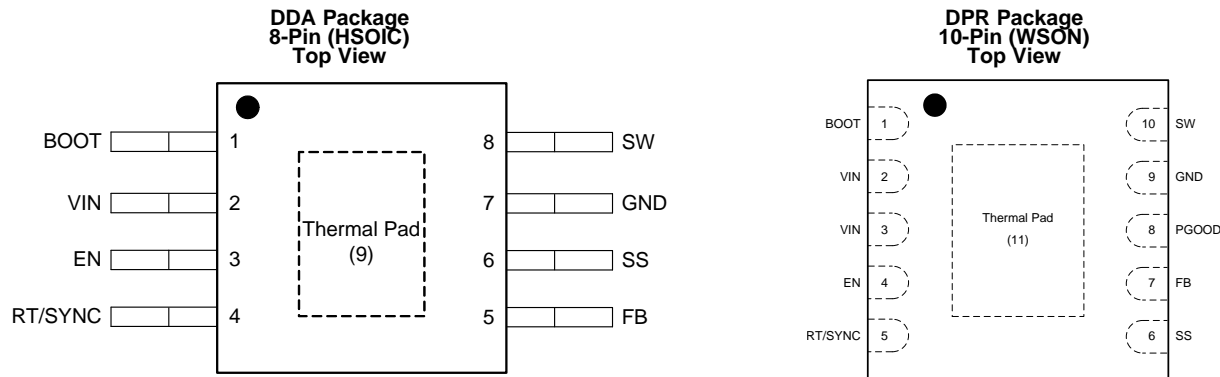 DDA Package
8-Pin (HSOIC)
Top View
BOOT 1
VIN 2
EN 3
RT/SYNC 4
Thermal Pad
(9)
8 SW
7 GND
6 SS
5 FB
DPR Package
10-Pin (WSON)
Top View
BOOT 1
VIN 2
VIN 3
EN 4
RT/SYNC 5
Thermal Pad
(11)
10 SW
9 GND
8 PGOOD
7 FB
6 SS